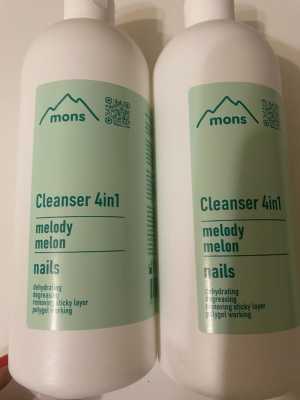 mons
Cleanser 4in1
melody
melon
nails
dehydrating
degreasing
removing sticky layer
polygel working
mons
Cleanser 4in1
melody
melon
nails
dehydrating
degreasing
removing sticky layer
polygel working